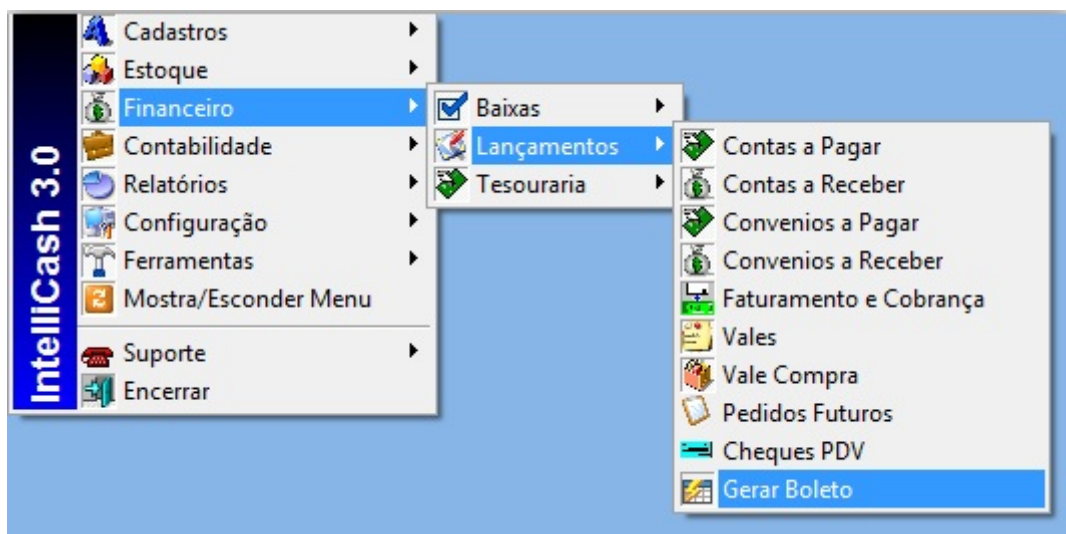 IntelliCash 3.0
Cadastros
Estoque
Financeiro
Contabilidade
Relatórios
Configuração
Ferramentas
Mostra/Esconder Menu
Suporte
Encerrar
Baixas
Lançamentos
Tesouraria
Contas a Pagar
Contas a Receber
Convenios a Pagar
Convenios a Receber
Faturamento e Cobrança
Vales
Vale Compra
Pedidos Futuros
Cheques PDV
Gerar Boleto